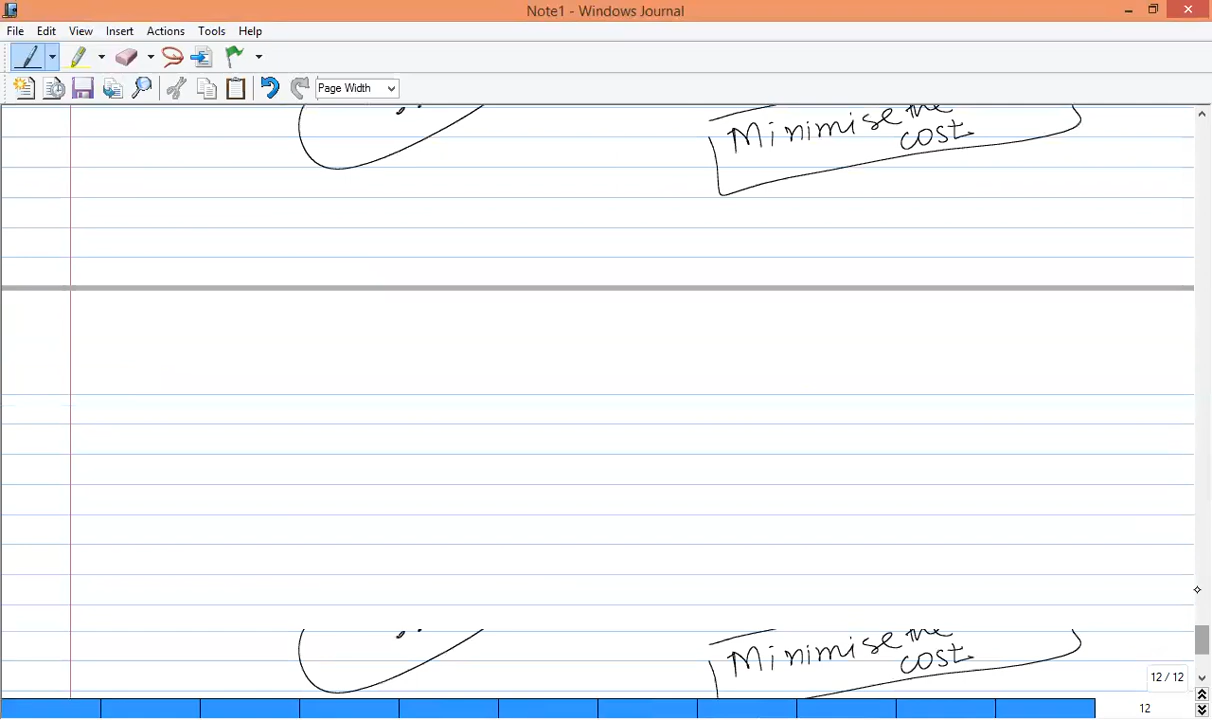 Note1 - Windows Journal
File Edit View Insert Actions Tools Help
Page Width
Minimise the
cost
Minimise the
cost
12 / 12
12